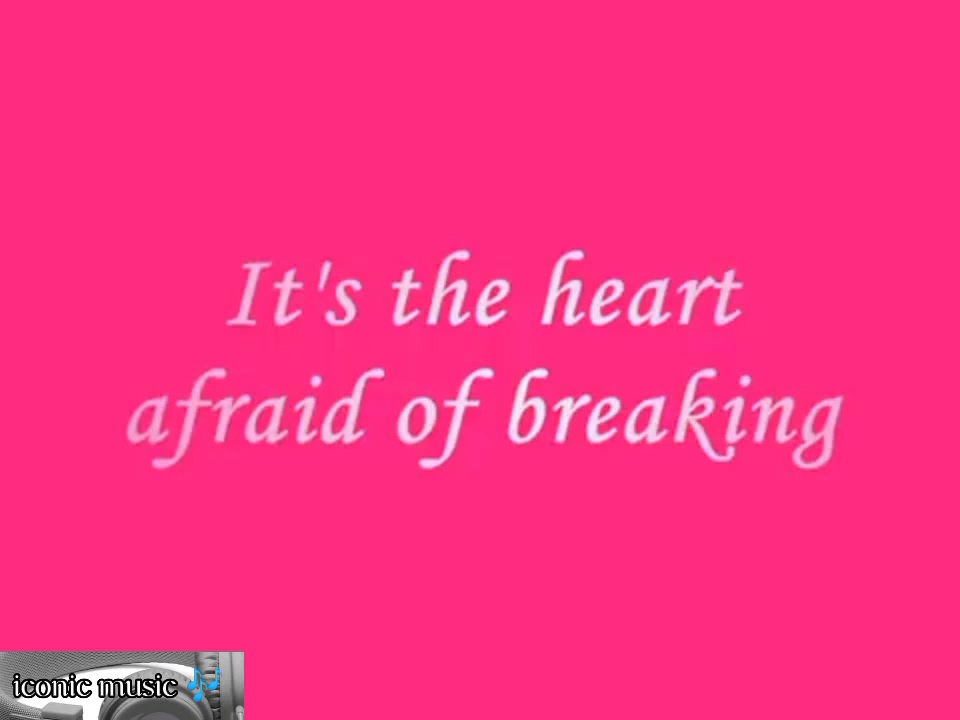 It's the heart
afraid of breaking
iconic music 🎶